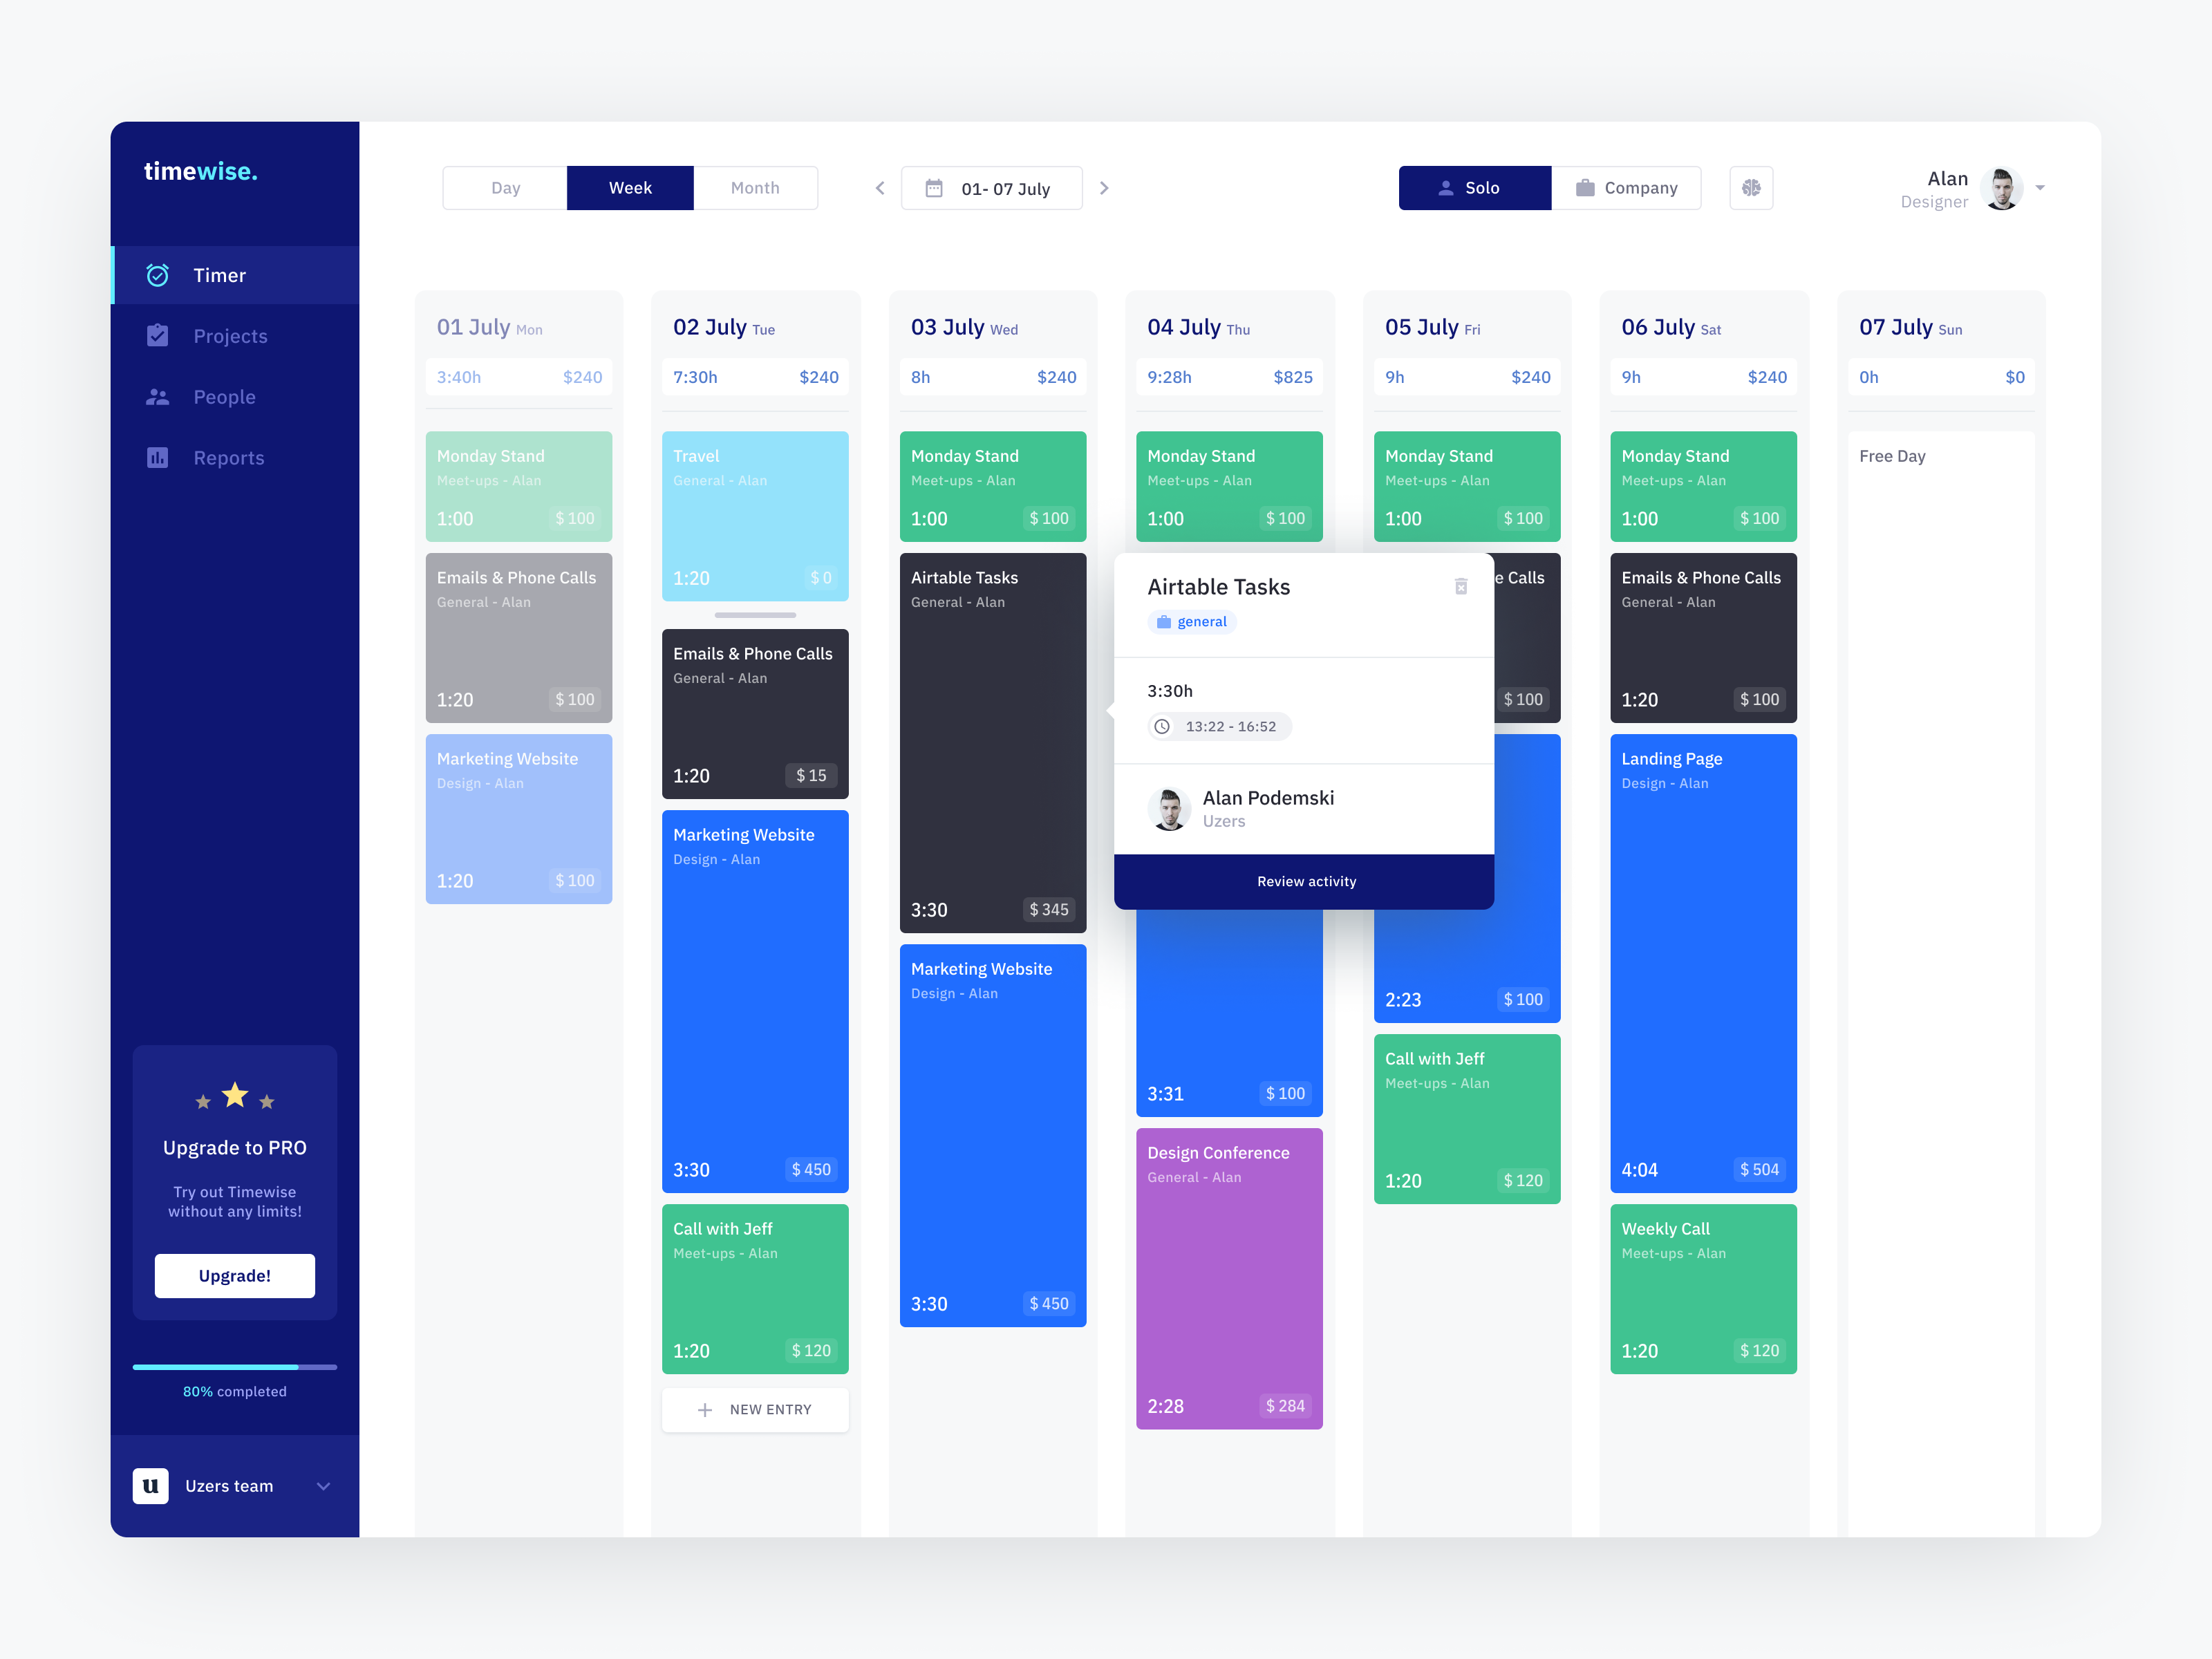 timewise.
Timer
Projects
People
Reports
Upgrade to PRO
Try out Timewise
without any limits!
Upgrade!
80% completed
u
Uzers team
Day
Week
Month
01- 07 July
Solo
Company
Alan
Designer
01 July Mon
3:40h $240
Monday Stand
Meet-ups - Alan
1:00 $ 100
Emails & Phone Calls
General - Alan
1:20 $ 100
Marketing Website
Design - Alan
1:20 $ 100
02 July Tue
7:30h $240
Travel
General - Alan
1:20 $ 0
Emails & Phone Calls
General - Alan
1:20 $ 15
Marketing Website
Design - Alan
3:30 $ 450
Call with Jeff
Meet-ups - Alan
1:20 $ 120
NEW ENTRY
03 July Wed
8h $240
Monday Stand
Meet-ups - Alan
1:00 $ 100
Airtable Tasks
General - Alan
3:30 $ 345
Marketing Website
Design - Alan
3:30 $ 450
04 July Thu
9:28h $825
Monday Stand
Meet-ups - Alan
1:00 $ 100
Airtable Tasks
general
3:30h
13:22 - 16:52
Alan Podemski
Uzers
Review activity
3:31 $ 100
Design Conference
General - Alan
2:28 $ 284
05 July Fri
9h $240
Monday Stand
Meet-ups - Alan
1:00 $ 100
e Calls
$ 100
2:23 $ 100
Call with Jeff
Meet-ups - Alan
1:20 $ 120
06 July Sat
9h $240
Monday Stand
Meet-ups - Alan
1:00 $ 100
Emails & Phone Calls
General - Alan
1:20 $ 100
Landing Page
Design - Alan
4:04 $ 504
Weekly Call
Meet-ups - Alan
1:20 $ 120
07 July Sun
0h $0
Free Day